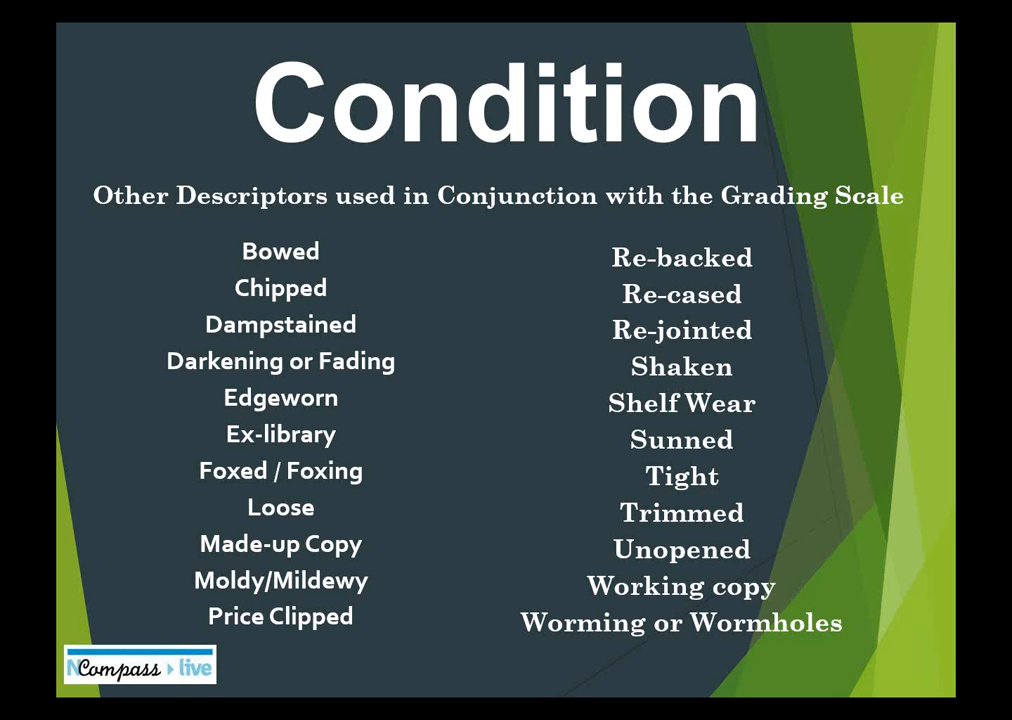 Condition
Other Descriptors used in Conjunction with the Grading Scale
Bowed
Chipped
Dampstained
Darkening or Fading
Edgeworn
Ex-library
Foxed / Foxing
Loose
Made-up Copy
Moldy/Mildewy
Price Clipped
Re-backed
Re-cased
Re-jointed
Shaken
Shelf Wear
Sunned
Tight
Trimmed
Unopened
Working copy
Worming or Wormholes
NCompass live